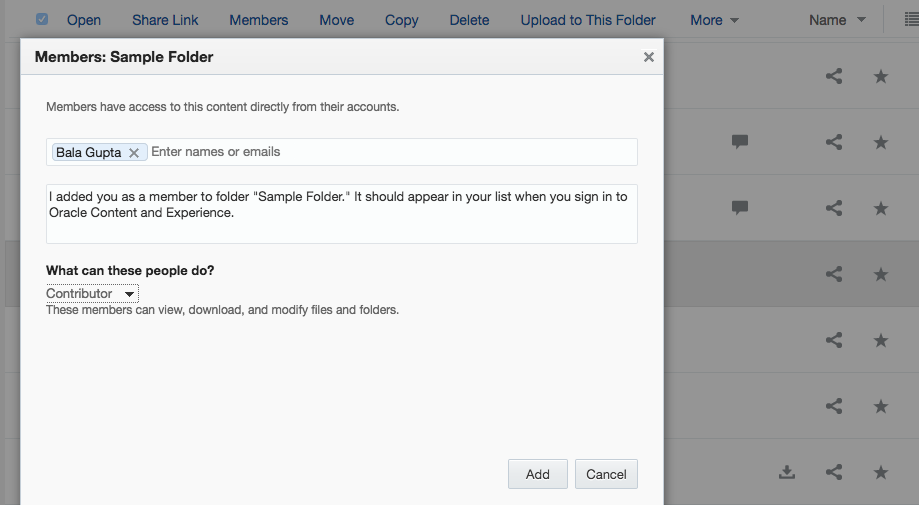 Open Share Link Members Move Copy Delete Upload to This Folder More Name
Members: Sample Folder
Members have access to this content directly from their accounts.
Bala Gupta Enter names or emails
I added you as a member to folder "Sample Folder." It should appear in your list when you sign in to
Oracle Content and Experience.
What can these people do?
Contributor
These members can view, download, and modify files and folders.
Add Cancel